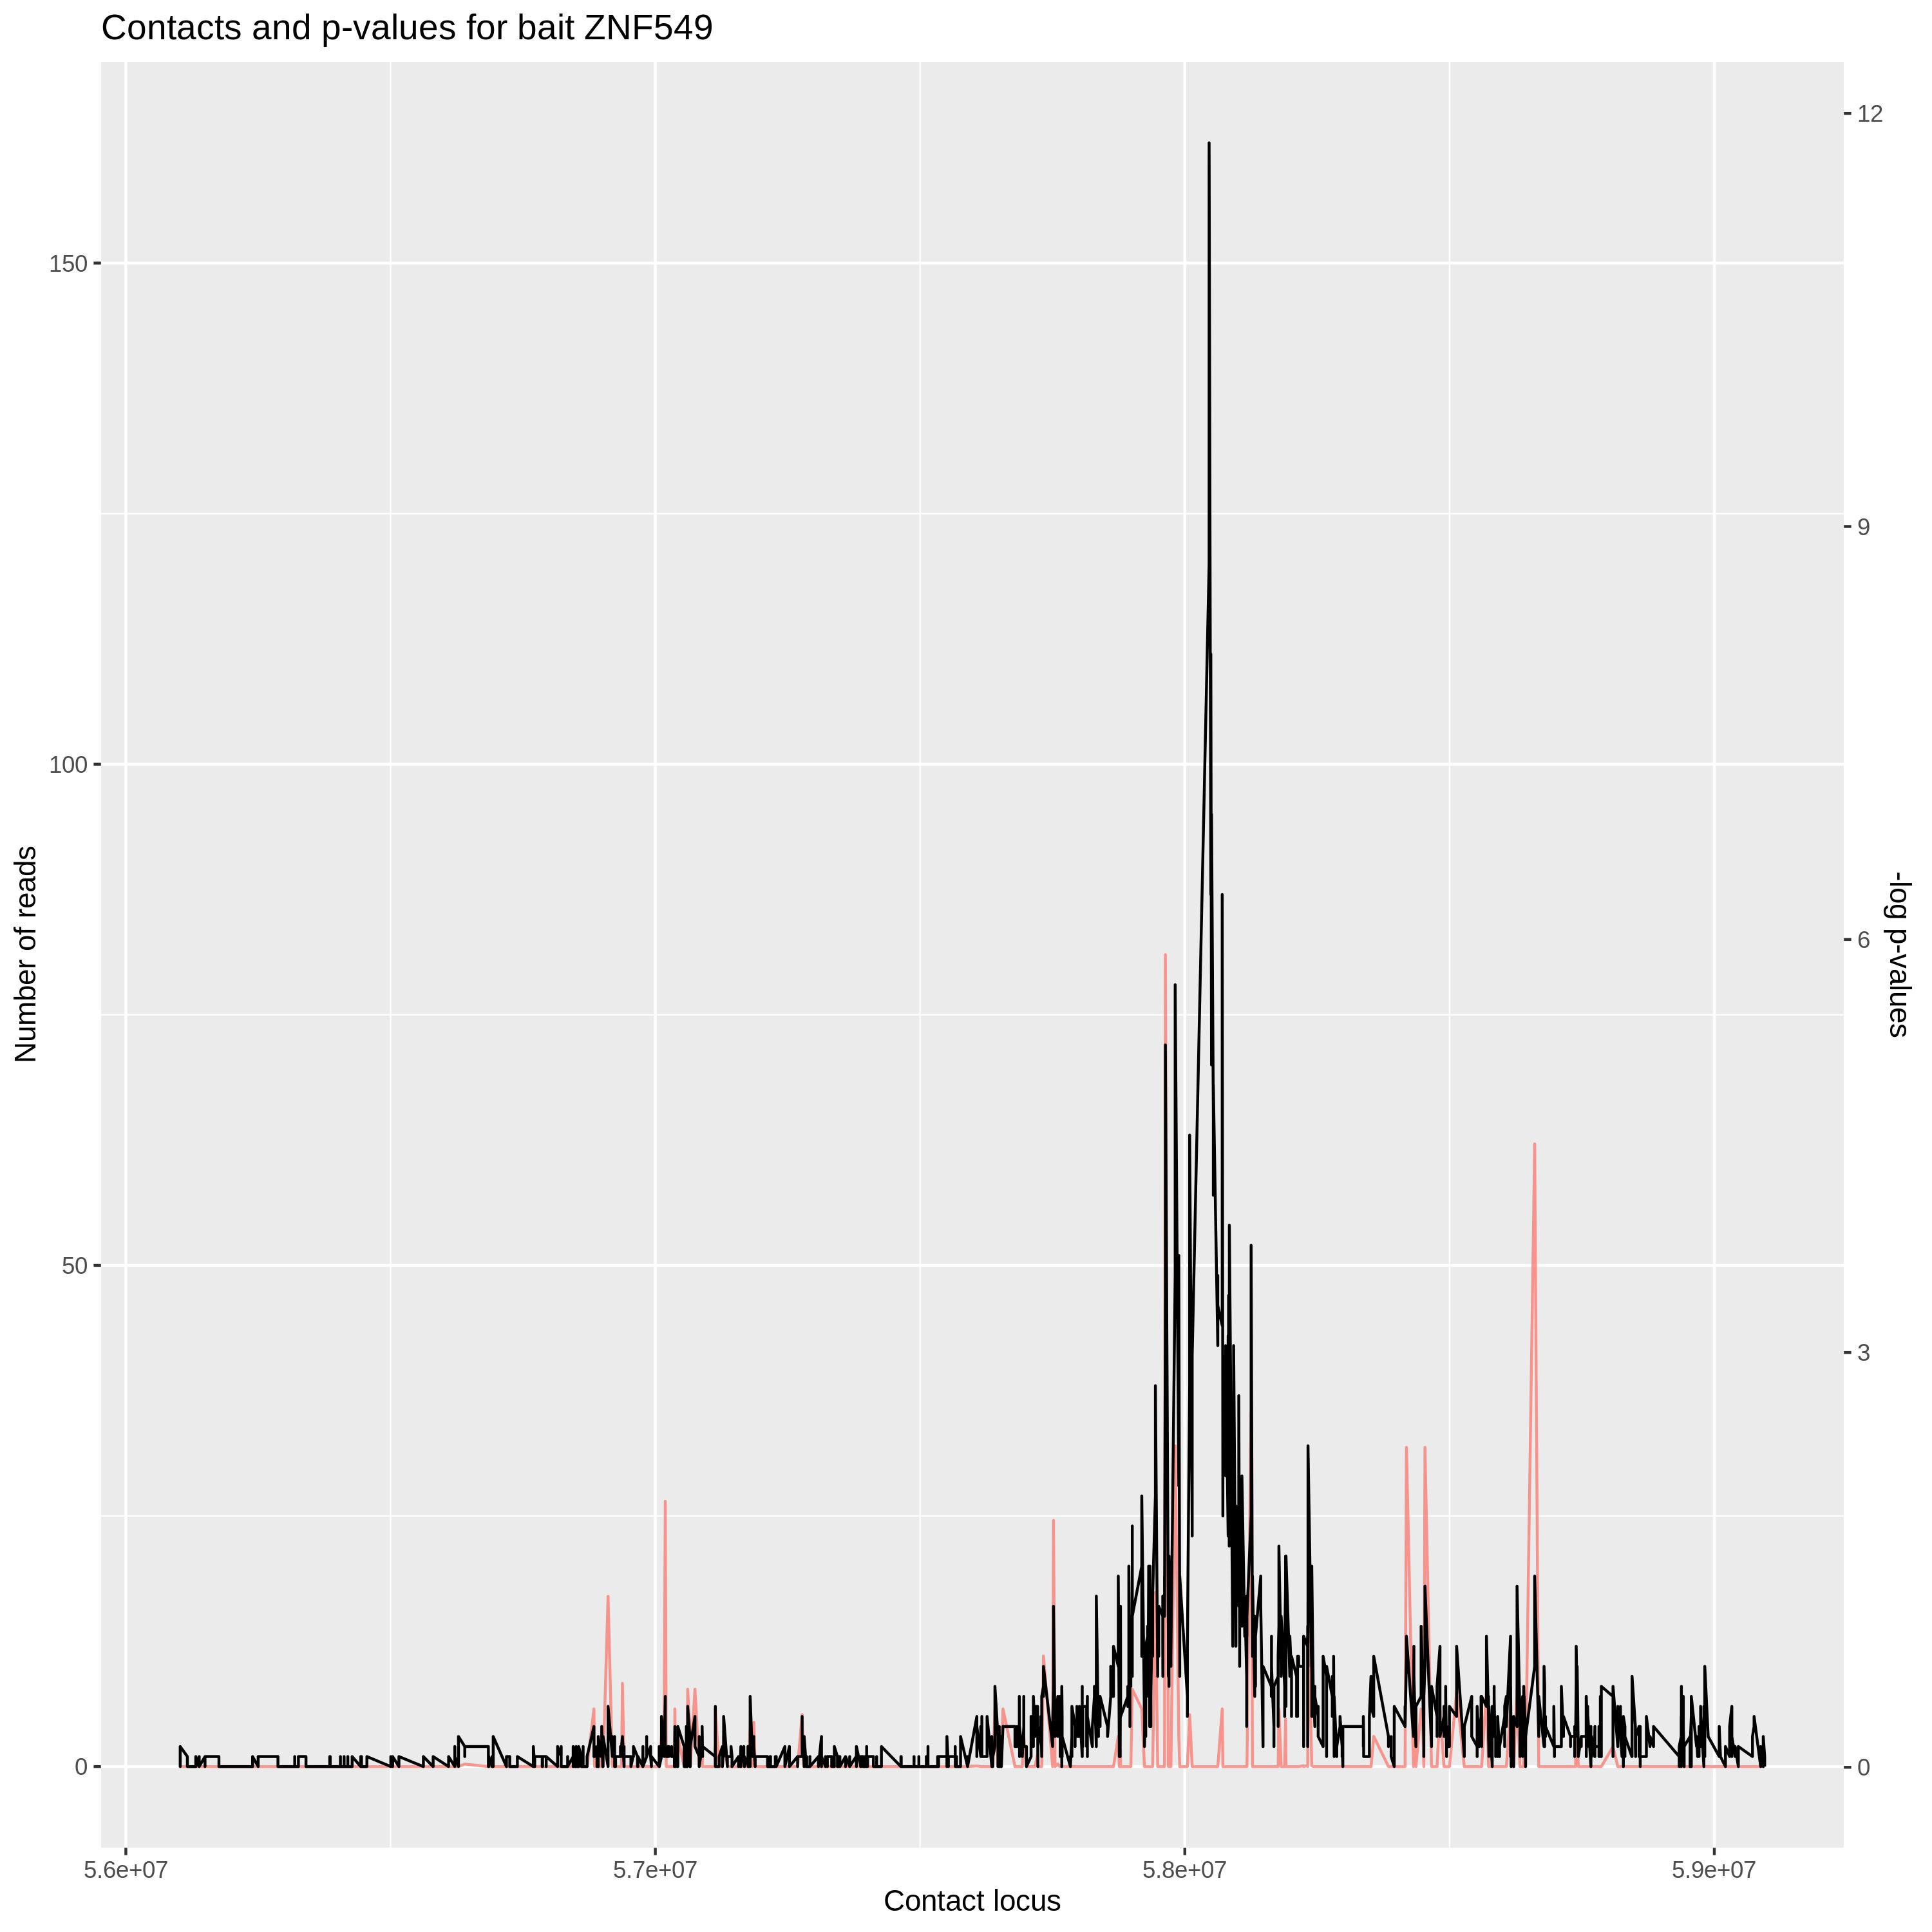 Contacts and p-values for bait ZNF549
150
100
50
0
12
9
6
3
0
Number of reads
-log p-values
5.6e+07
5.7e+07
5.8e+07
5.9e+07
Contact locus